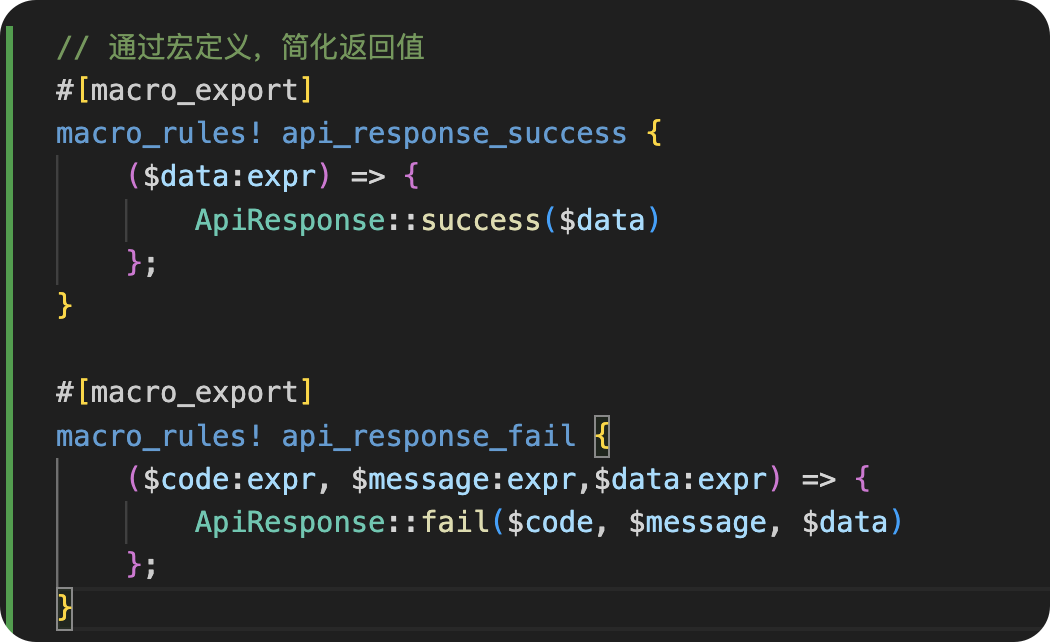 // 通过宏定义，简化返回值
#[macro_export]
macro_rules! api_response_success {
    ($data:expr) => {
        ApiResponse::success($data)
    };
}

#[macro_export]
macro_rules! api_response_fail {
    ($code:expr, $message:expr,$data:expr) => {
        ApiResponse::fail($code, $message, $data)
    };
}